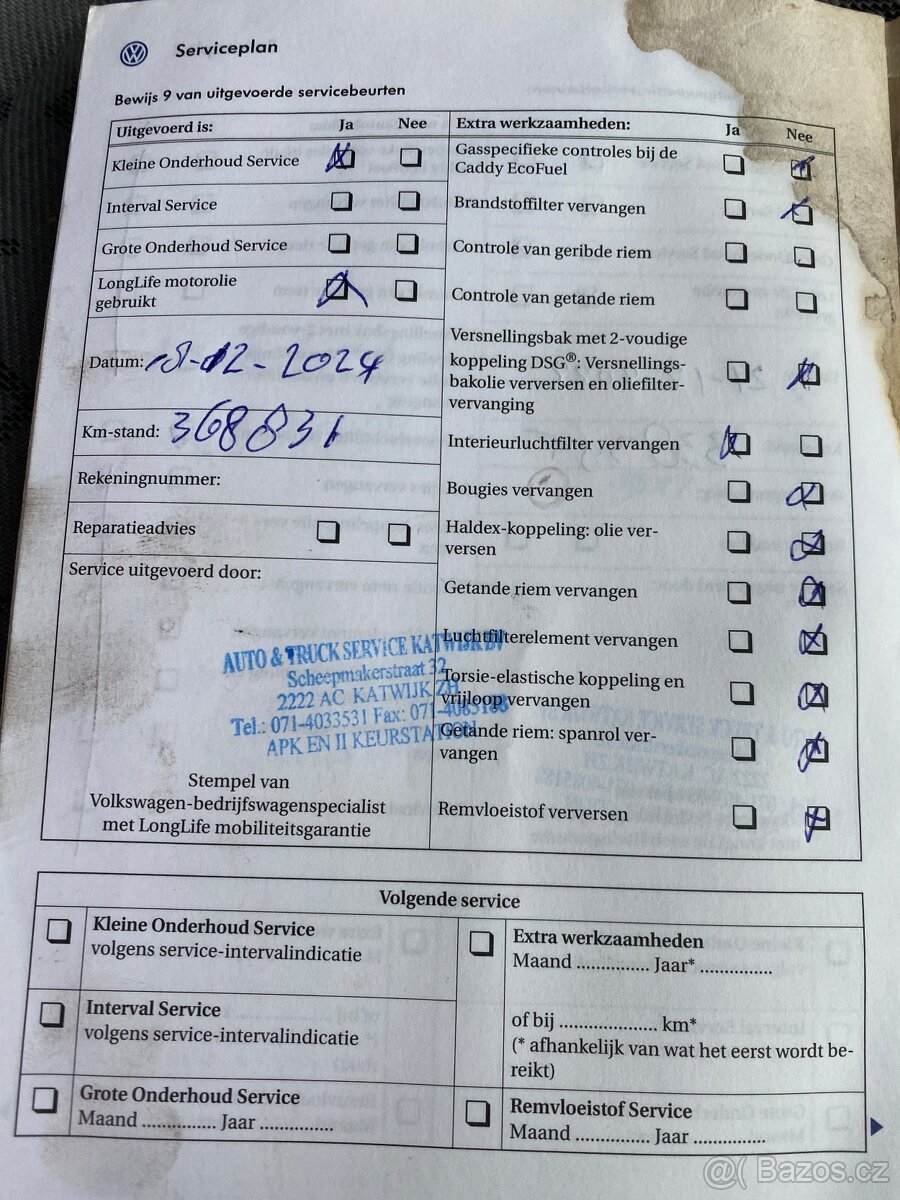 Serviceplan
Bewijs 9 van uitgevoerde servicebeurten
Uitgevoerd is: Ja Nee
Kleine Onderhoud Service
Interval Service
Grote Onderhoud Service
LongLife motorolie
gebruikt
Datum: 18-12-2024
Km-stand: 368831
Rekeningnummer:
Reparatieadvies
Service uitgevoerd door:
AUTO & TRUCK SERVICE KATWIJK BV
Scheepmakerstraat 32
2222 AC KATWIJK ZH
Tel.: 071-4033531 Fax: 071-4085188
APK EN II KEURSTATION
Stempel van
Volkswagen-bedrijfswagenspecialist
met LongLife mobiliteitsgarantie
Extra werkzaamheden: Ja Nee
Gasspecifieke controles bij de
Caddy EcoFuel
Brandstoffilter vervangen
Controle van geribde riem
Controle van getande riem
Versnellingsbak met 2-voudige
koppeling DSG®: Versnellings-
bakolie verversen en oliefilter-
vervanging
Interieurluchtfilter vervangen
Bougies vervangen
Haldex-koppeling: olie ver-
versen
Getande riem vervangen
Luchtfilterelement vervangen
Torsie-elastische koppeling en
vrijloop vervangen
Getande riem: spanrol ver-
vangen
Remvloeistof verversen
Volgende service
Kleine Onderhoud Service
volgens service-intervalindicatie
Interval Service
volgens service-intervalindicatie
Grote Onderhoud Service
Maand ............... Jaar ...............
Extra werkzaamheden
Maand ............... Jaar* ...............
of bij .................... km*
(* afhankelijk van wat het eerst wordt be-
reikt)
Remvloeistof Service
Maand ............... Jaar ...............
@( Bazos.cz